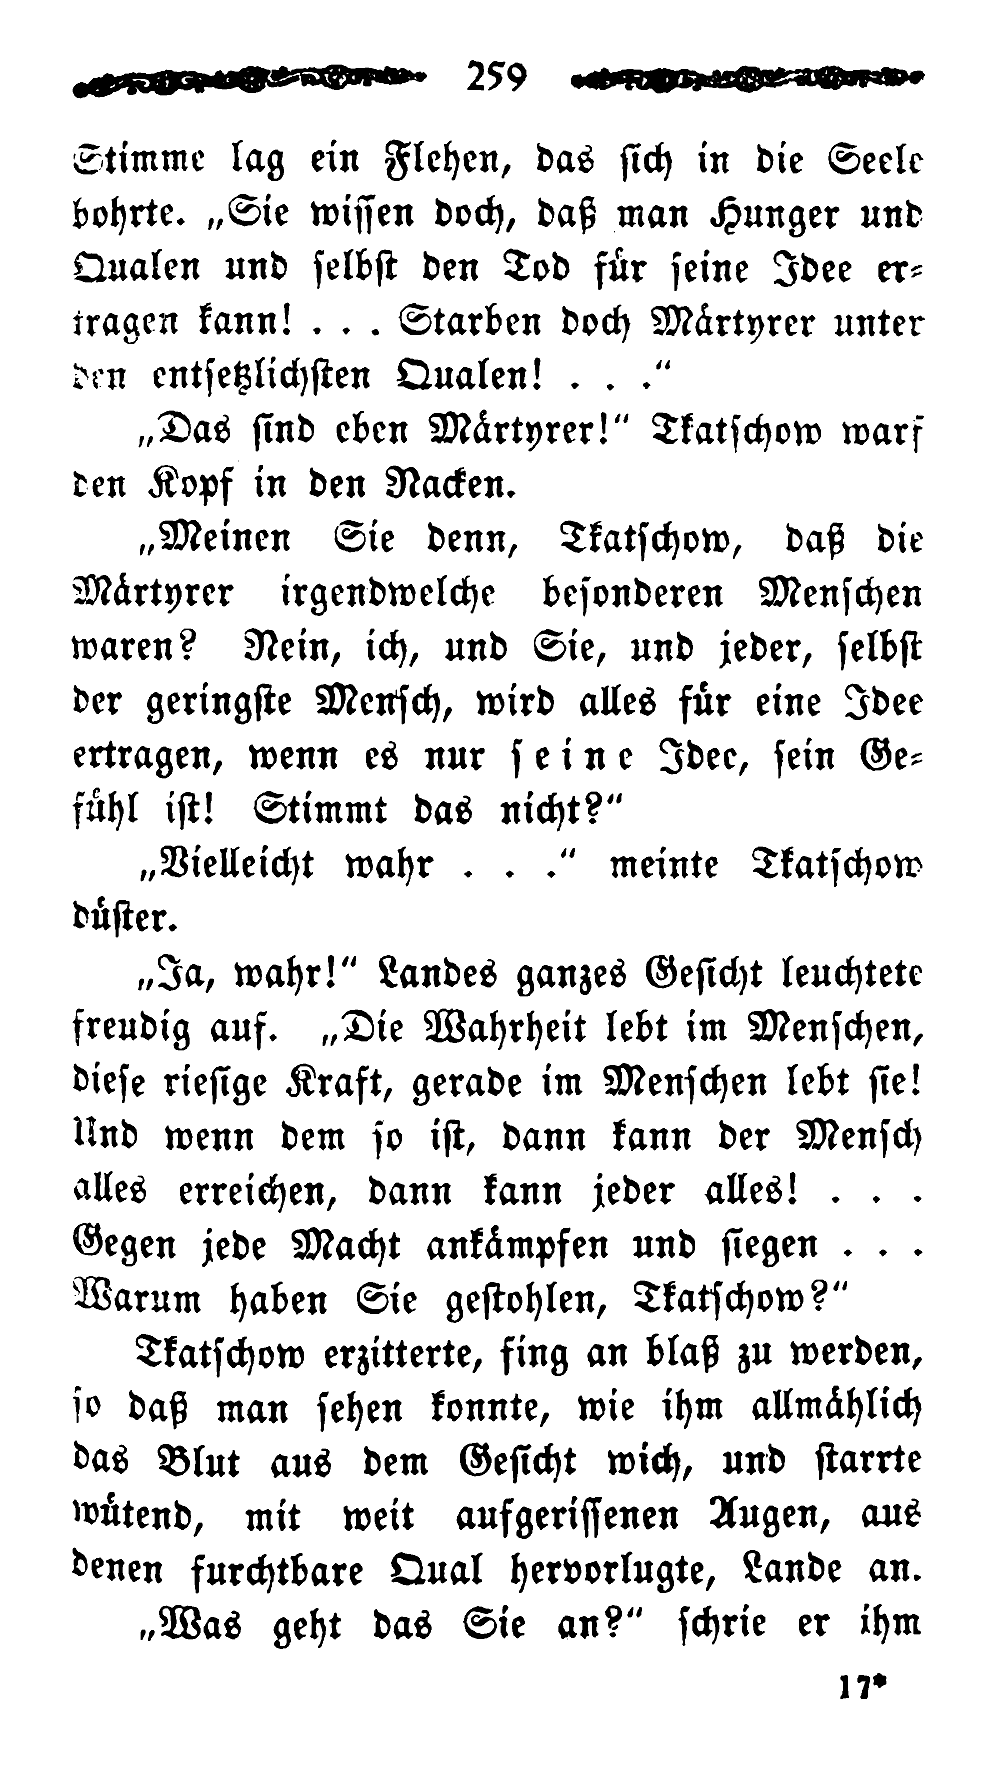 259
Stimme lag ein Flehen, das sich in die Seele
bohrte. „Sie wissen doch, daß man Hunger und
Qualen und selbst den Tod für seine Idee er-
tragen kann! . . . Starben doch Märtyrer unter
den entsetzlichsten Qualen! . . .“
„Das sind eben Märtyrer!“ Tkatschow warf
den Kopf in den Nacken.
„Meinen Sie denn, Tkatschow, daß die
Märtyrer irgendwelche besonderen Menschen
waren? Nein, ich, und Sie, und jeder, selbst
der geringste Mensch, wird alles für eine Idee
ertragen, wenn es nur seine Idee, sein Ge-
fühl ist! Stimmt das nicht?“
„Vielleicht wahr . . .“ meinte Tkatschow
düster.
„Ja, wahr!“ Landes ganzes Gesicht leuchtete
freudig auf. „Die Wahrheit lebt im Menschen,
diese riesige Kraft, gerade im Menschen lebt sie!
Und wenn dem so ist, dann kann der Mensch
alles erreichen, dann kann jeder alles! . . .
Gegen jede Macht ankämpfen und siegen . . .
Warum haben Sie gestohlen, Tkatschow?“
Tkatschow erzitterte, fing an blaß zu werden,
so daß man sehen konnte, wie ihm allmählich
das Blut aus dem Gesicht wich, und starrte
wütend, mit weit aufgerissenen Augen, aus
denen furchtbare Qual hervorlugte, Lande an.
„Was geht das Sie an?“ schrie er ihm
17*